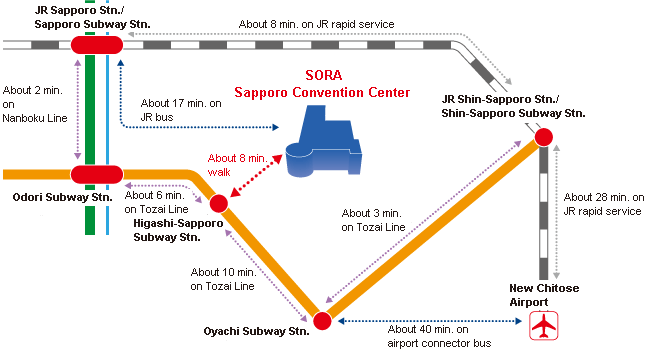 JR Sapporo Stn./
Sapporo Subway Stn.
About 8 min. on JR rapid service
SORA
Sapporo Convention Center
About 2 min.
on
Nanboku Line
About 17 min. on
JR bus
JR Shin-Sapporo Stn./
Shin-Sapporo Subway Stn.
About 8 min.
walk
Odori Subway Stn.
About 6 min.
on Tozai Line
Higashi-Sapporo
Subway Stn.
About 3 min.
on Tozai Line
About 28 min. on
JR rapid service
About 10 min.
on Tozai Line
New Chitose
Airport
Oyachi Subway Stn.
About 40 min. on
airport connector bus